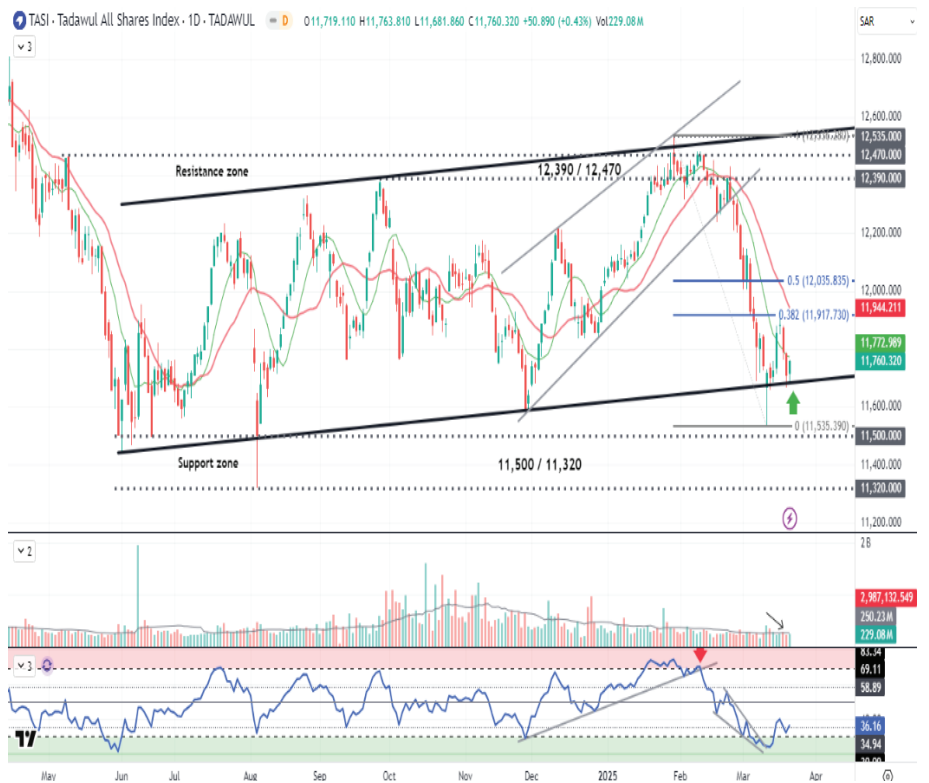 TASI · Tadawul All Shares Index · 1D · TADAWUL D O11,719.110 H11,763.810 L11,681.860 C11,760.320 +50.890 (+0.43%) Vol229.08M
SAR
3
12,800.000
12,600.000
12,535.000
12,470.000
Resistance zone
12,390 / 12,470
12,390.000
12,200.000
12,000.000
0.5 (12,035.835)
11,944.211
0.382 (11,917.730)
11,772.989
11,760.320
11,600.000
0 (11,535.390)
11,500.000
Support zone
11,500 / 11,320
11,400.000
11,320.000
11,200.000
2
2B
2,987,132.549
250.23M
229.08M
3
83.34
69.11
58.89
36.16
34.94
May Jun Jul Aug Sep Oct Nov Dec 2025 Feb Mar Apr